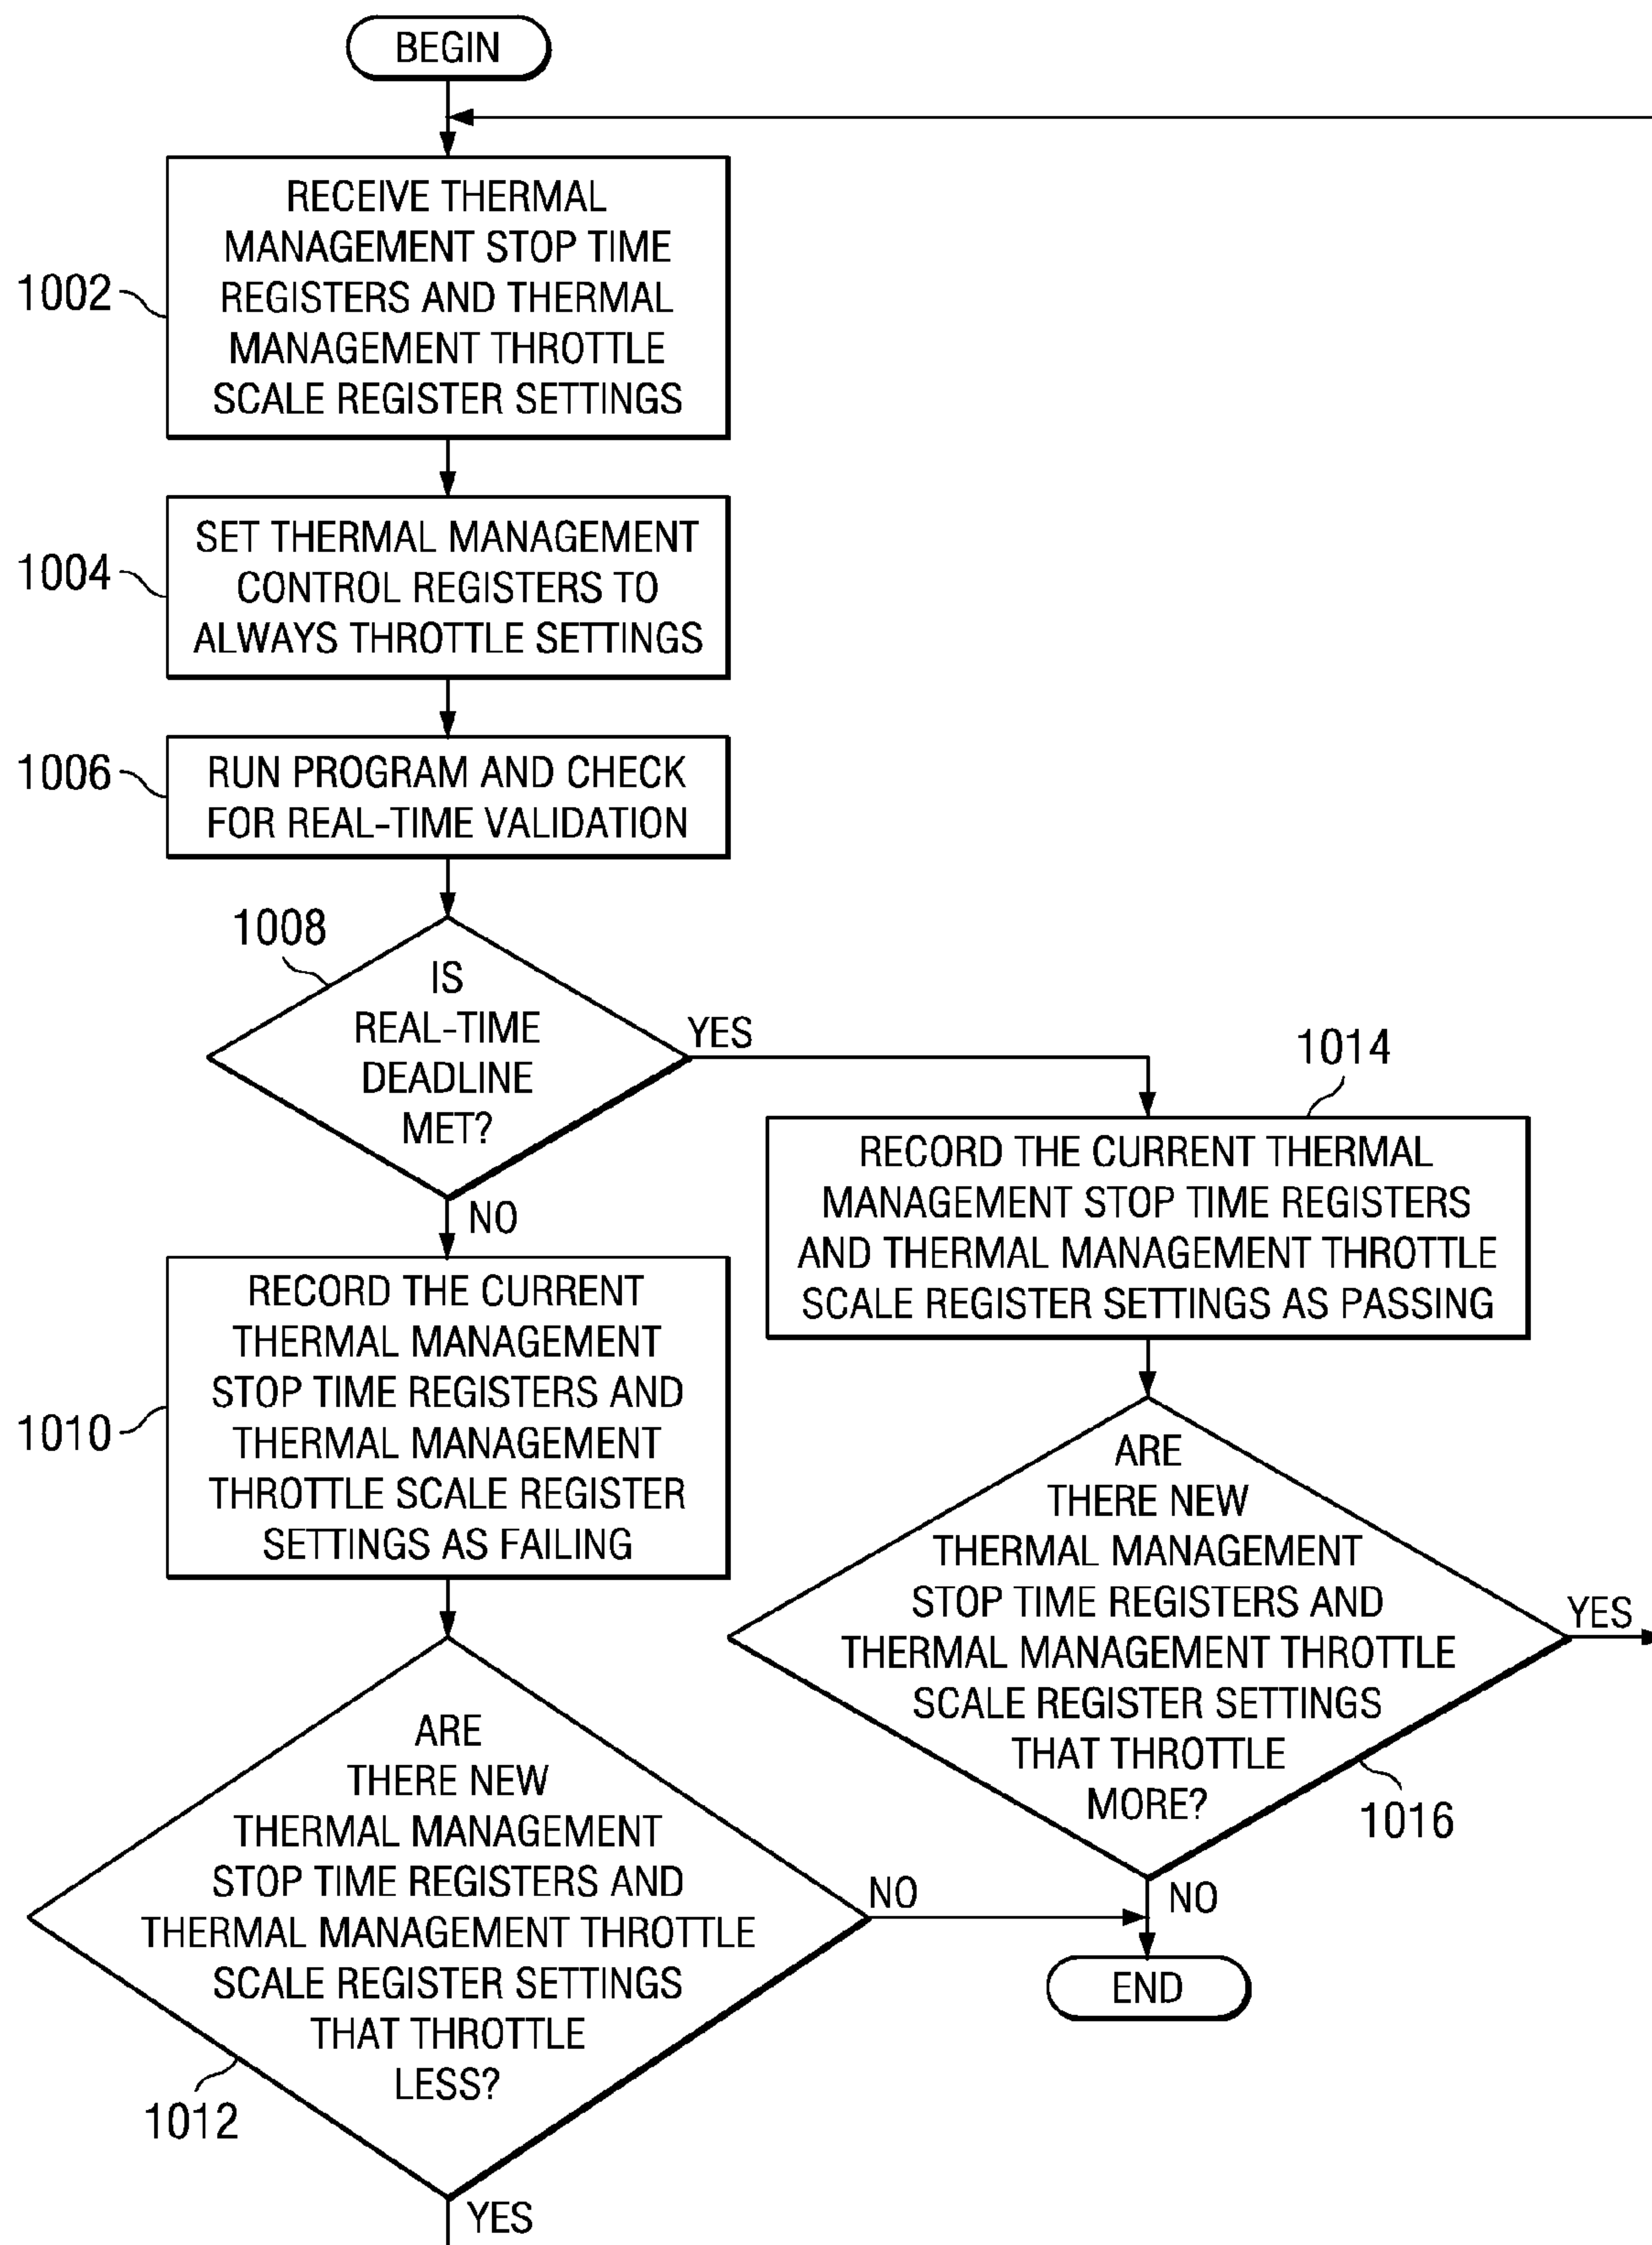 BEGIN
RECEIVE THERMAL
MANAGEMENT STOP TIME
REGISTERS AND THERMAL
MANAGEMENT THROTTLE
SCALE REGISTER SETTINGS
1002
SET THERMAL MANAGEMENT
CONTROL REGISTERS TO
ALWAYS THROTTLE SETTINGS
1004
RUN PROGRAM AND CHECK
FOR REAL-TIME VALIDATION
1006
1008
IS
REAL-TIME
DEADLINE
MET?
YES
NO
1014
RECORD THE CURRENT THERMAL
MANAGEMENT STOP TIME REGISTERS
AND THERMAL MANAGEMENT THROTTLE
SCALE REGISTER SETTINGS AS PASSING
RECORD THE CURRENT
THERMAL MANAGEMENT
STOP TIME REGISTERS AND
THERMAL MANAGEMENT
THROTTLE SCALE REGISTER
SETTINGS AS FAILING
1010
ARE
THERE NEW
THERMAL MANAGEMENT
STOP TIME REGISTERS AND
THERMAL MANAGEMENT THROTTLE
SCALE REGISTER SETTINGS
THAT THROTTLE
MORE?
YES
1016
NO
ARE
THERE NEW
THERMAL MANAGEMENT
STOP TIME REGISTERS AND
THERMAL MANAGEMENT THROTTLE
SCALE REGISTER SETTINGS
THAT THROTTLE
LESS?
NO
END
1012
YES